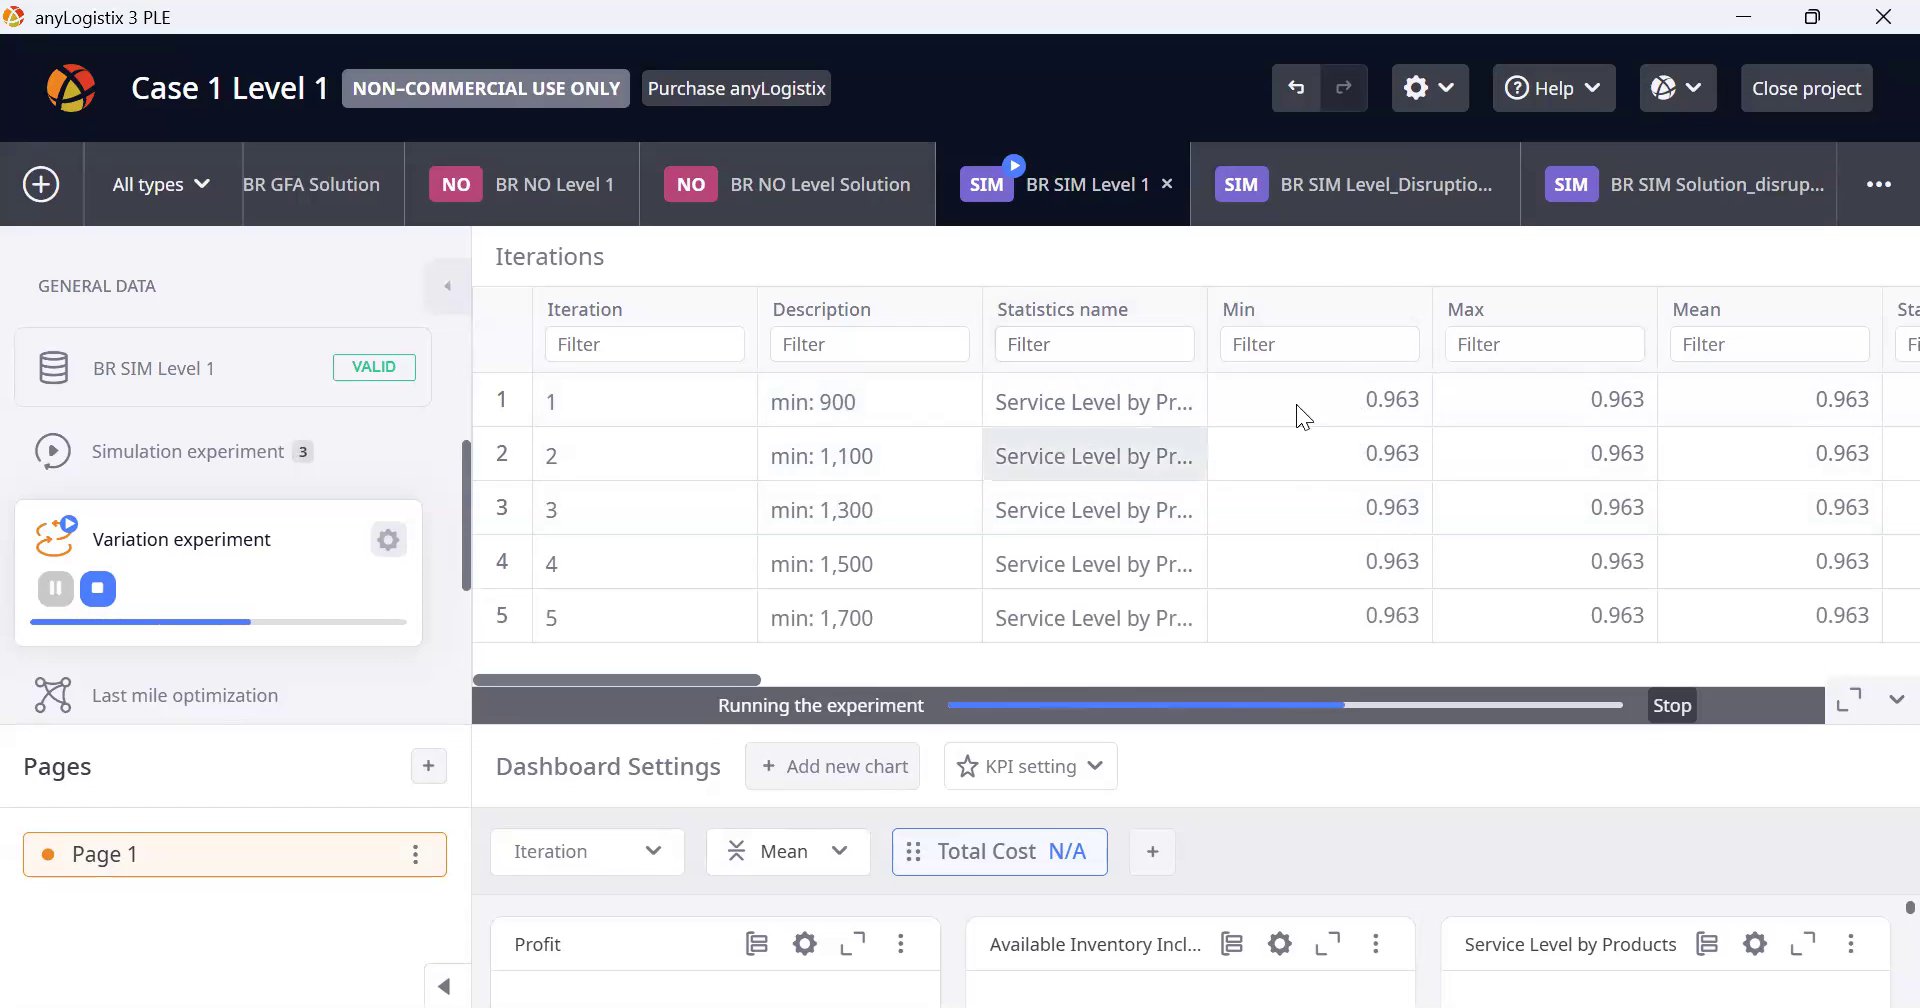 anyLogistix 3 PLE
Case 1 Level 1
NON-COMMERCIAL USE ONLY
Purchase anyLogistix
Help
Close project
All types
BR GFA Solution
NO BR NO Level 1
NO BR NO Level Solution
SIM BR SIM Level 1 ×
SIM BR SIM Level_Disruptio...
SIM BR SIM Solution_disrup...
GENERAL DATA
BR SIM Level 1 VALID
Simulation experiment 3
Variation experiment
Last mile optimization
Iterations
Iteration Description Statistics name Min Max Mean Sta
Filter Filter Filter Filter Filter Filter Fi
1 1 min: 900 Service Level by Pr... 0.963 0.963 0.963
2 2 min: 1,100 Service Level by Pr... 0.963 0.963 0.963
3 3 min: 1,300 Service Level by Pr... 0.963 0.963 0.963
4 4 min: 1,500 Service Level by Pr... 0.963 0.963 0.963
5 5 min: 1,700 Service Level by Pr... 0.963 0.963 0.963
Running the experiment Stop
Pages +
Page 1
Dashboard Settings + Add new chart KPI setting
Iteration Mean Total Cost N/A +
Profit
Available Inventory Incl...
Service Level by Products